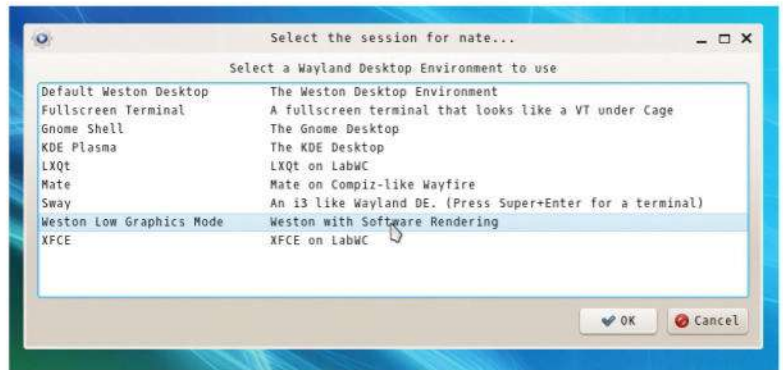 Select the session for nate...
Select a Wayland Desktop Environment to use
Default Weston Desktop The Weston Desktop Environment
Fullscreen Terminal A fullscreen terminal that looks like a VT under Cage
Gnome Shell The Gnome Desktop
KDE Plasma The KDE Desktop
LXQt LXQt on LabWC
Mate Mate on Compiz-like Wayfire
Sway An i3 like Wayland DE. (Press Super+Enter for a terminal)
Weston Low Graphics Mode Weston with Software Rendering
XFCE XFCE on LabWC
OK Cancel